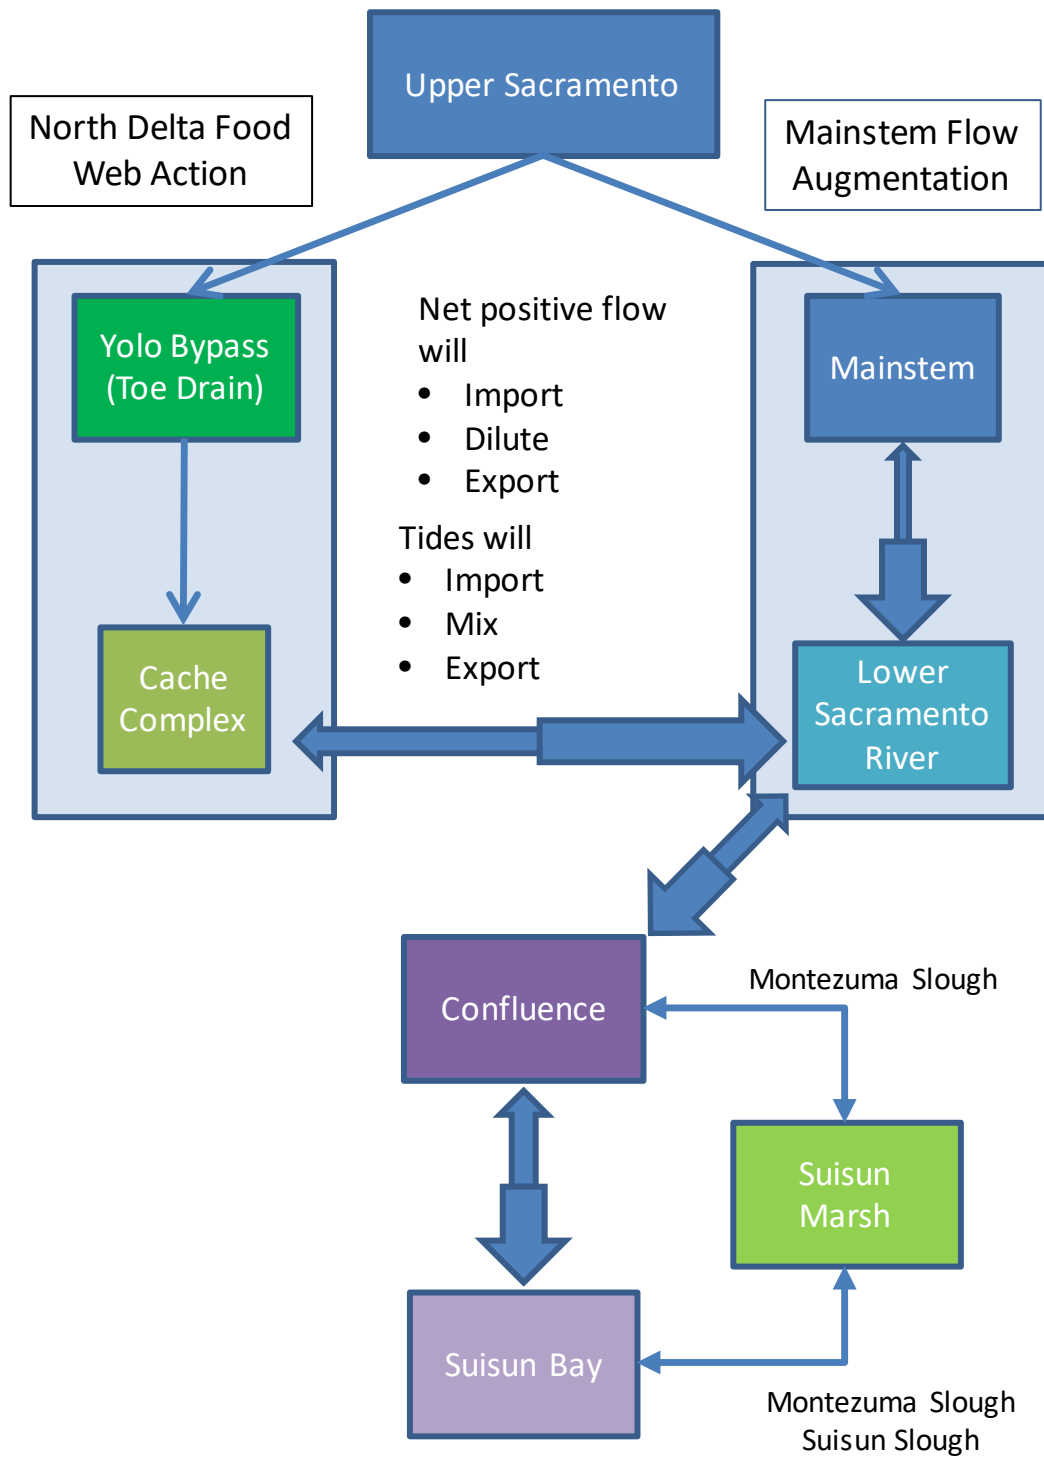 Upper Sacramento
North Delta Food
Web Action
Mainstem Flow
Augmentation
Yolo Bypass
(Toe Drain)
Net positive flow
will
• Import
• Dilute
• Export
Mainstem
Tides will
• Import
• Mix
• Export
Cache
Complex
Lower
Sacramento
River
Confluence
Montezuma Slough
Suisun
Marsh
Suisun Bay
Montezuma Slough
Suisun Slough